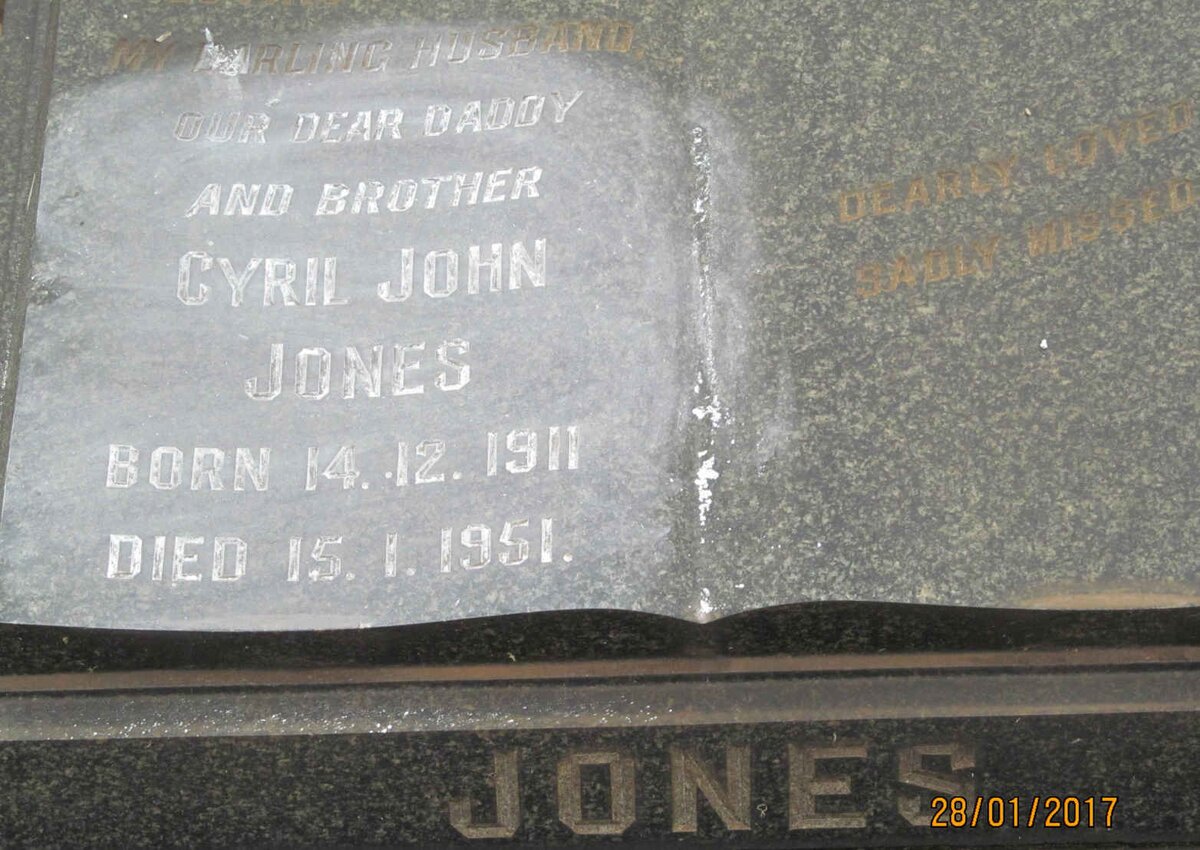 MY DARLING HUSBAND,
OUR DEAR DADDY
AND BROTHER
CYRIL JOHN
JONES
BORN 14.12.1911
DIED 15.1.1951.
DEARLY LOVED
SADLY MISSED
JONES
28/01/2017